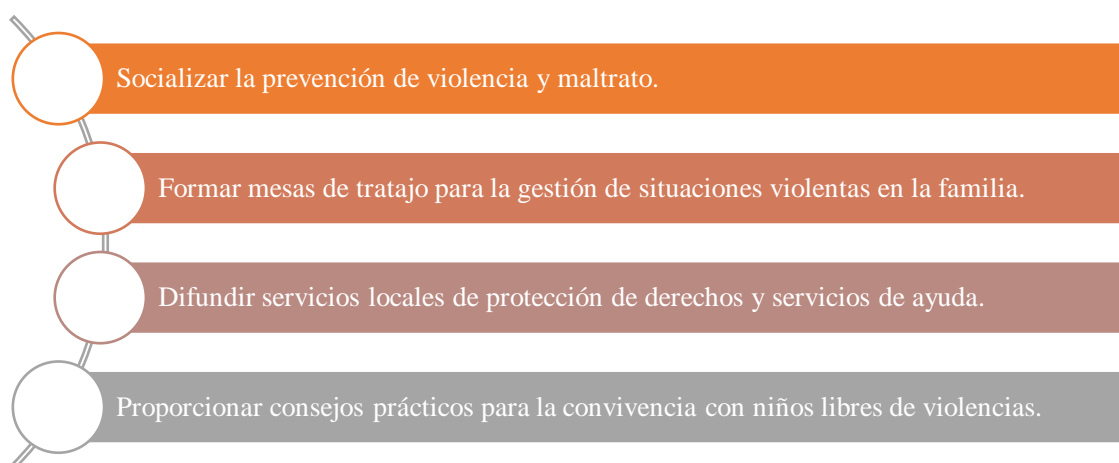 Socializar la prevención de violencia y maltrato.
Formar mesas de tratajo para la gestión de situaciones violentas en la familia.
Difundir servicios locales de protección de derechos y servicios de ayuda.
Proporcionar consejos prácticos para la convivencia con niños libres de violencias.